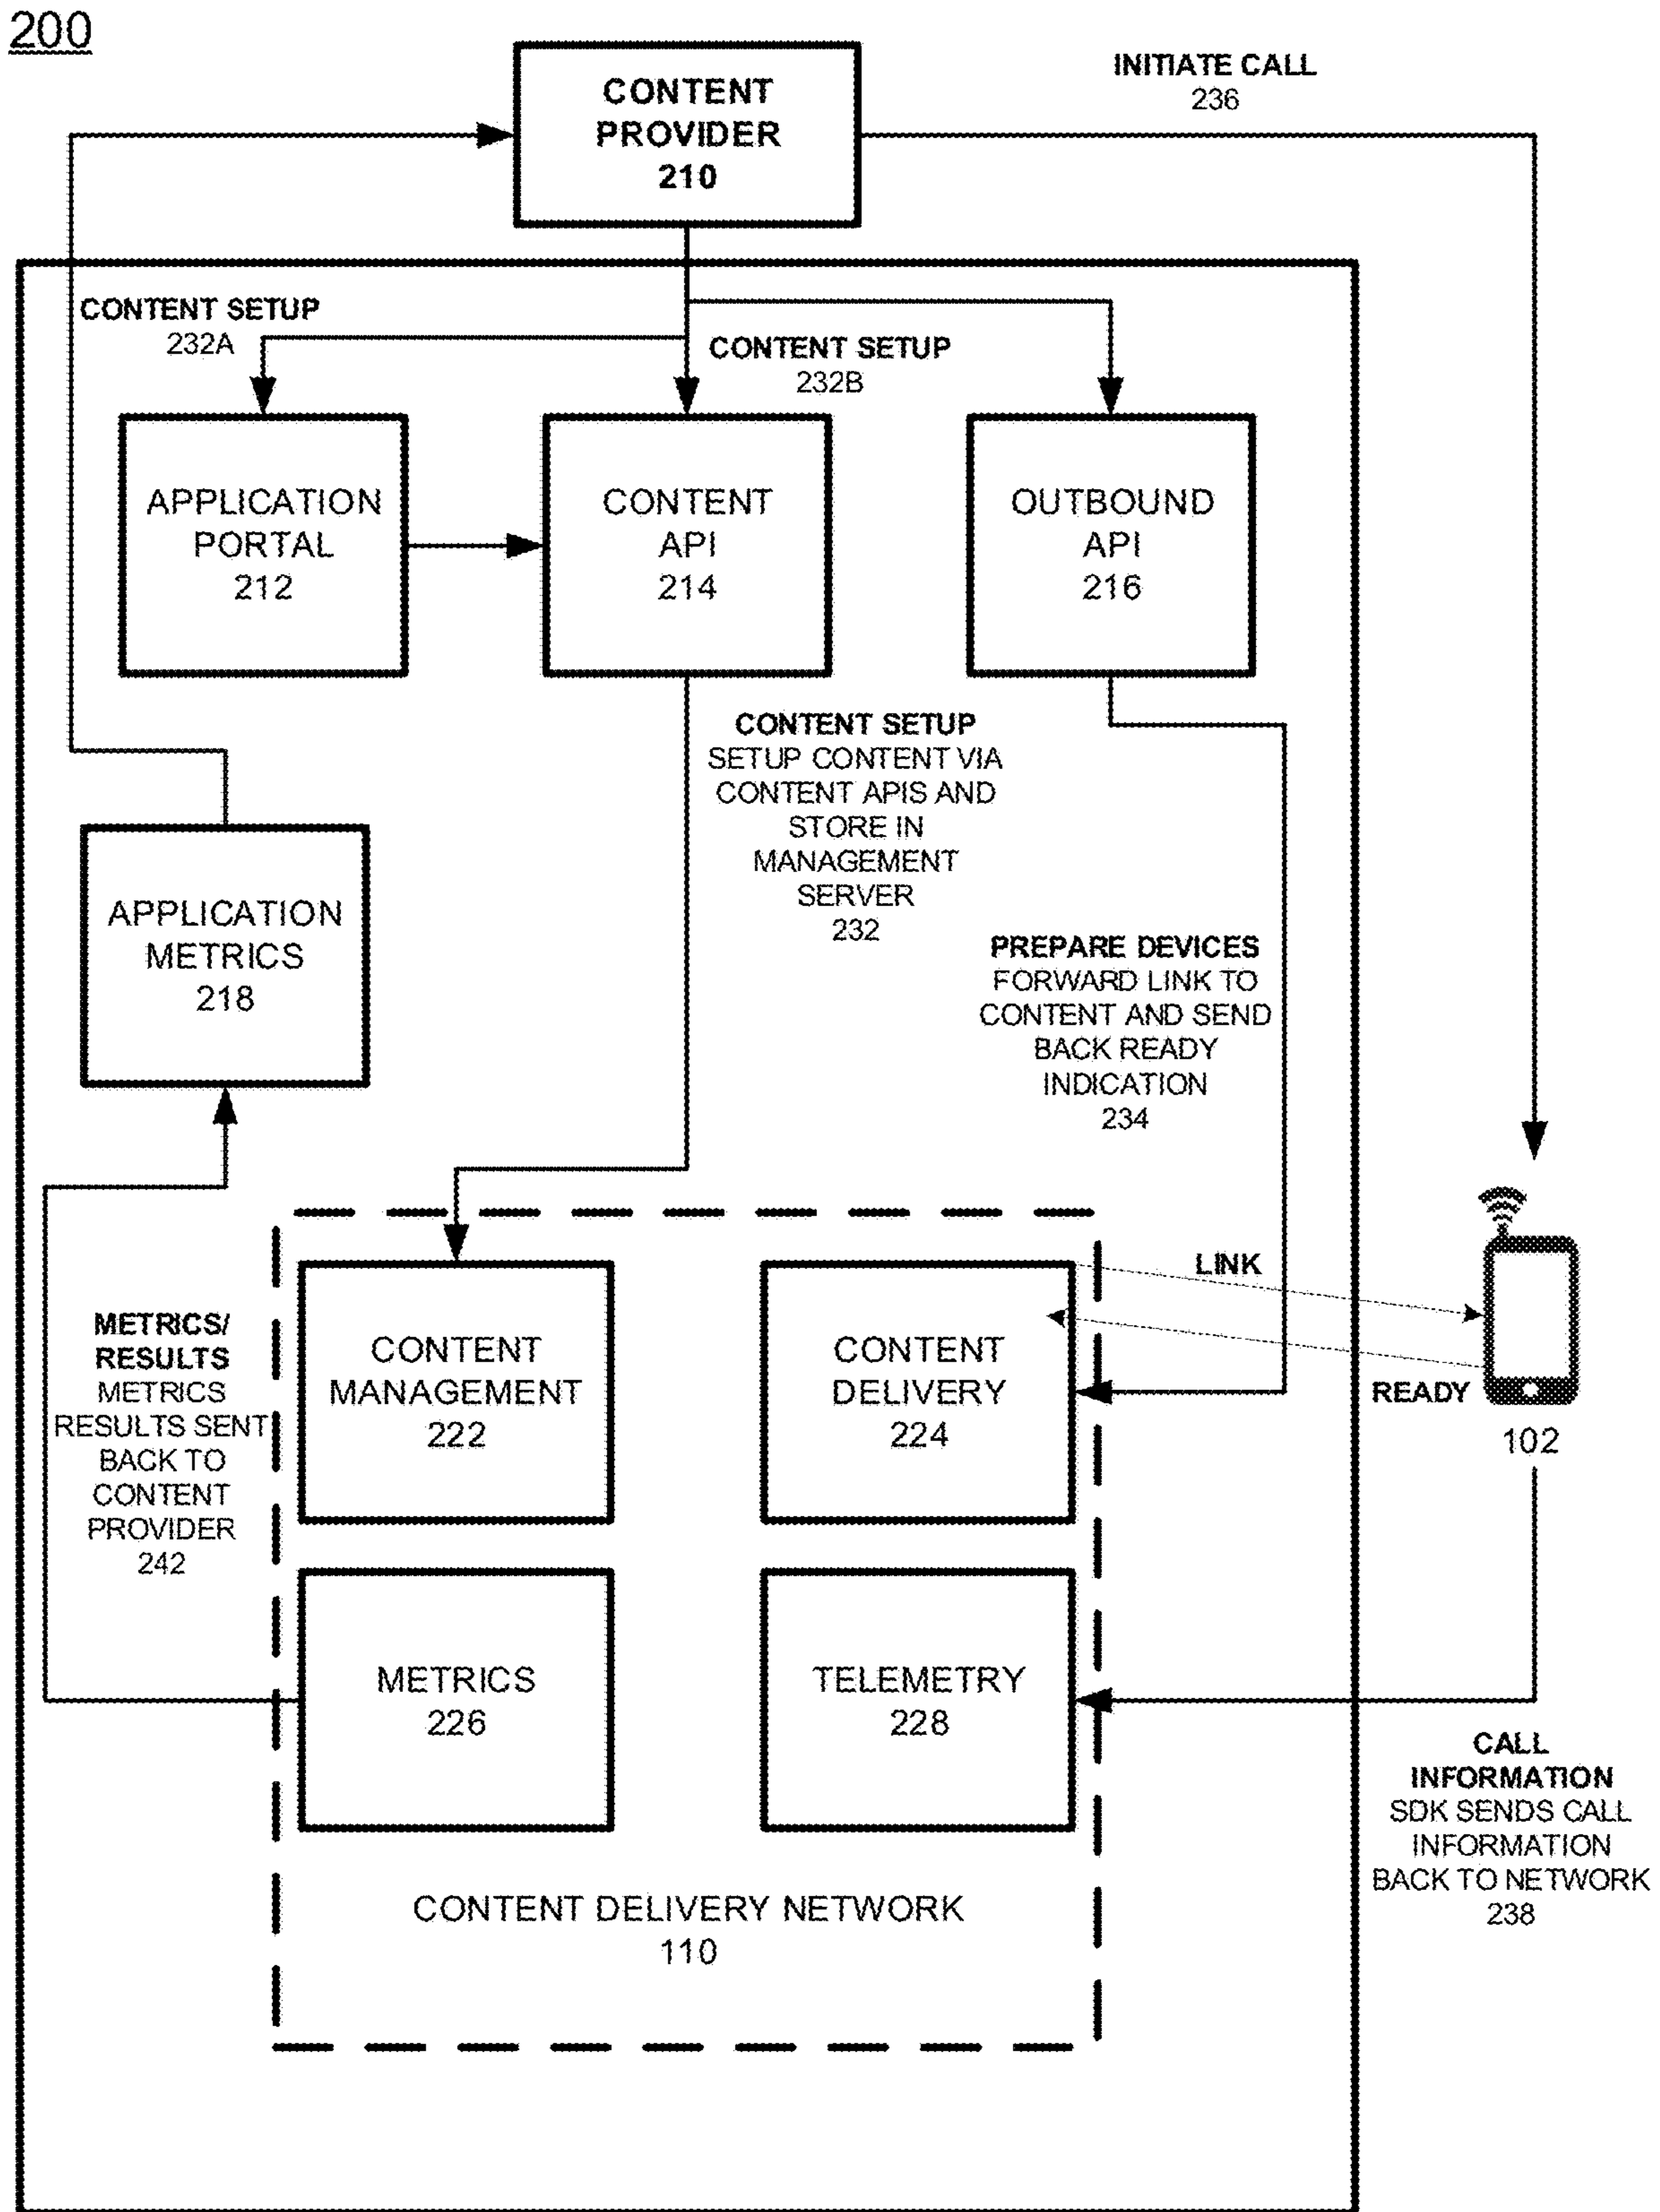 200
CONTENT
PROVIDER
210
INITIATE CALL
236
CONTENT SETUP
232A
CONTENT SETUP
232B
APPLICATION
PORTAL
212
CONTENT
API
214
OUTBOUND
API
216
CONTENT SETUP
SETUP CONTENT VIA
CONTENT APIS AND
STORE IN
MANAGEMENT
SERVER
232
APPLICATION
METRICS
218
PREPARE DEVICES
FORWARD LINK TO
CONTENT AND SEND
BACK READY
INDICATION
234
METRICS/
RESULTS
METRICS
RESULTS SENT
BACK TO
CONTENT
PROVIDER
242
CONTENT
MANAGEMENT
222
CONTENT
DELIVERY
224
LINK
READY
102
METRICS
226
TELEMETRY
228
CALL
INFORMATION
SDK SENDS CALL
INFORMATION
BACK TO NETWORK
238
CONTENT DELIVERY NETWORK
110